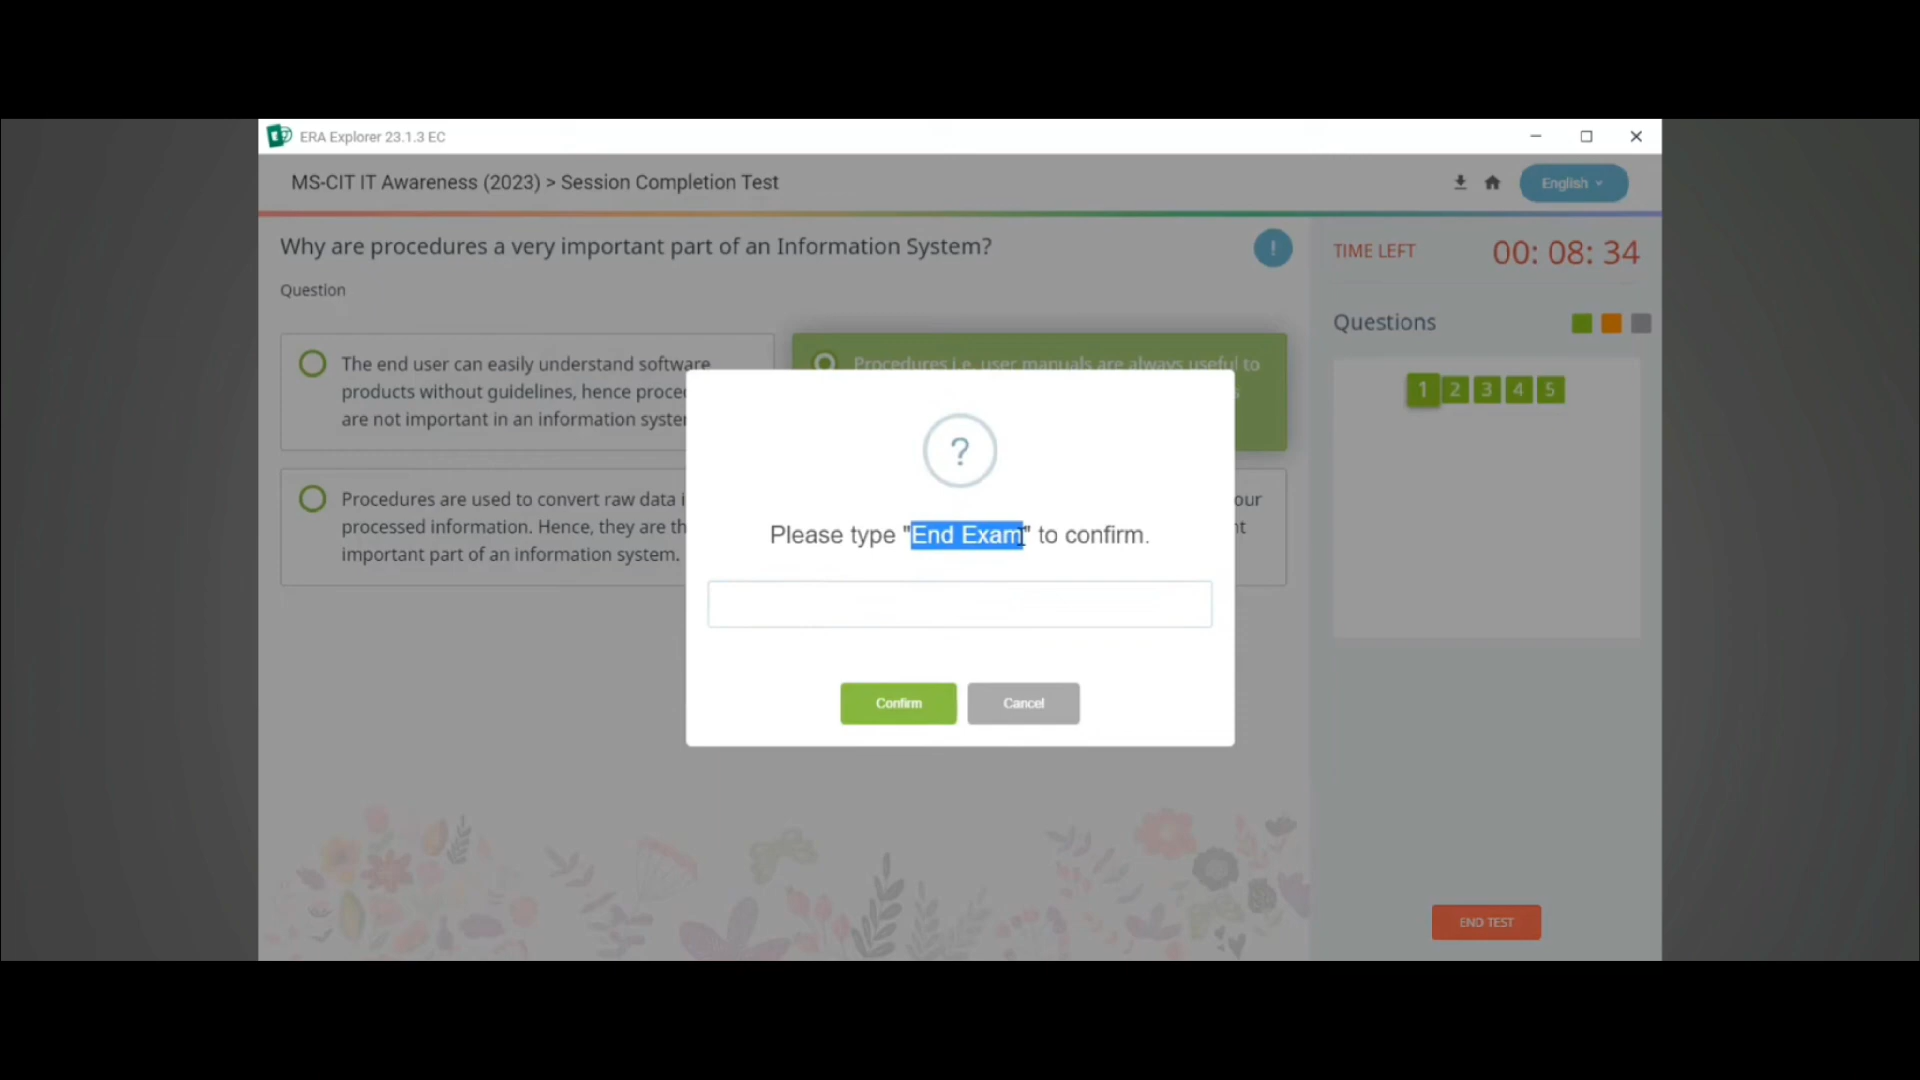 ERA Explorer 23.1.3 EC
MS-CIT IT Awareness (2023) > Session Completion Test
English
Why are procedures a very important part of an Information System?
!
TIME LEFT
00: 08: 34
Question
Questions
The end user can easily understand software
products without guidelines, hence proce
are not important in an information syste
Procedures i.e. user manuals are always useful to
1 2 3 4 5
?
Please type "End Exam" to confirm.
Procedures are used to convert raw data i
processed information. Hence, they are th
important part of an information system.
our
nt
Confirm
Cancel
END TEST